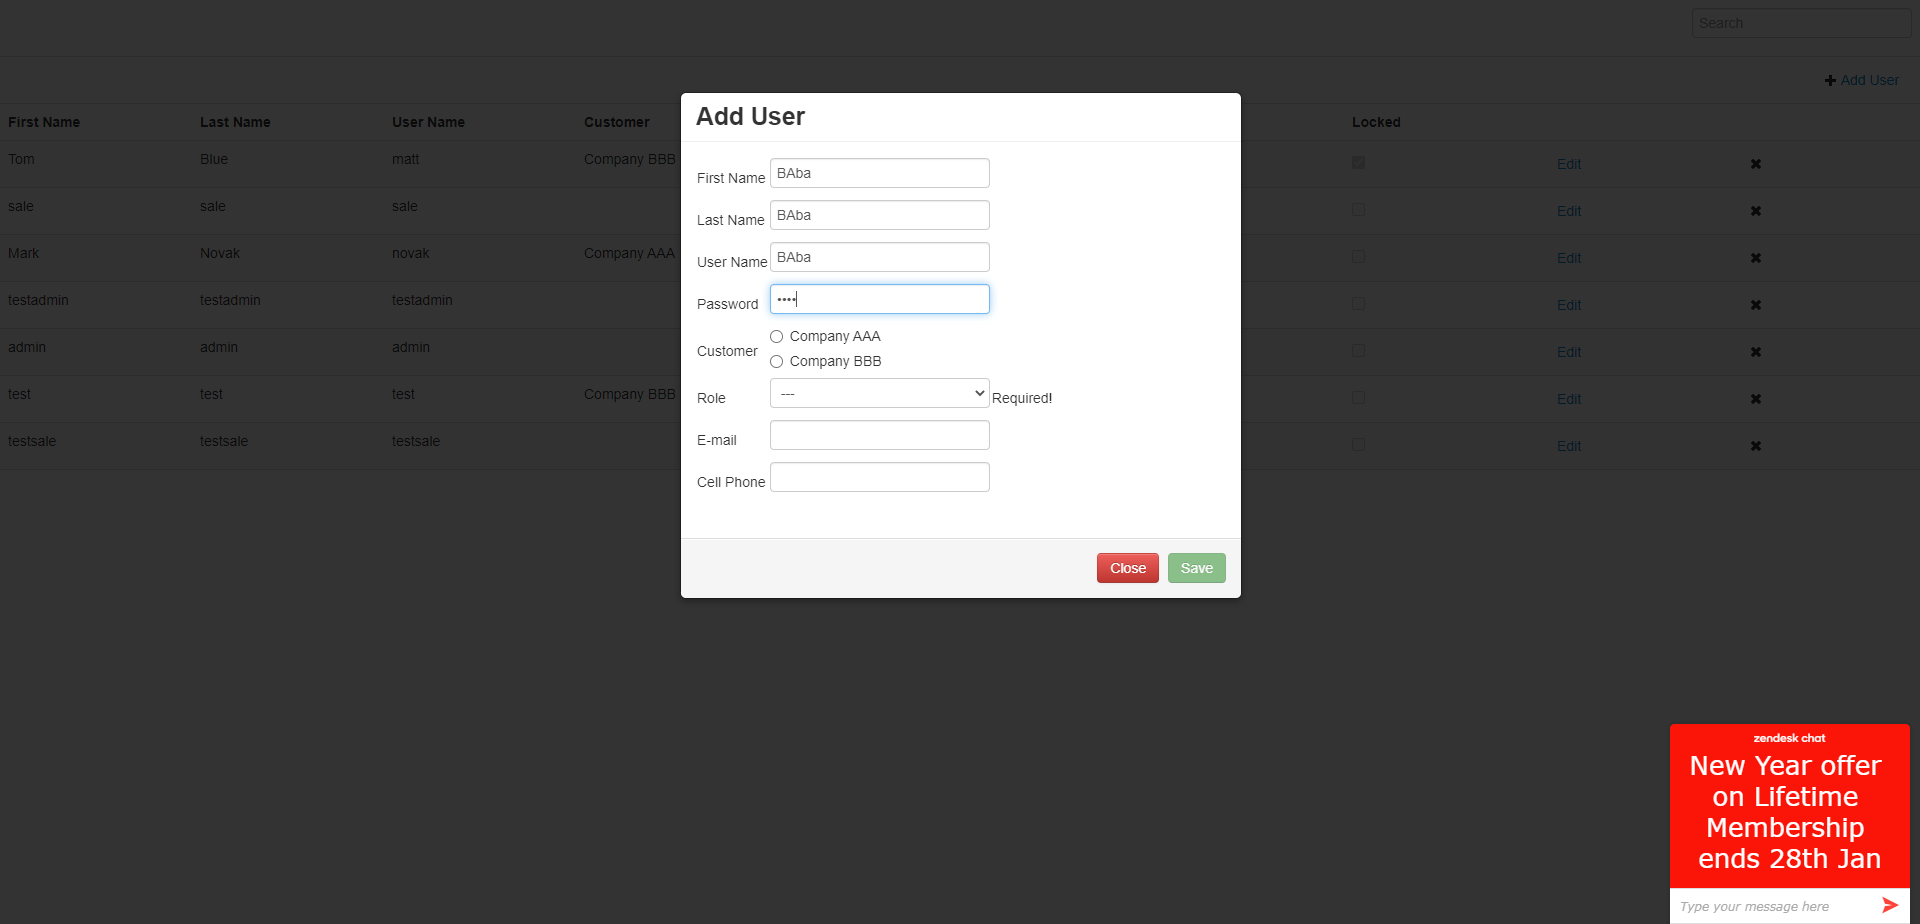 Search
Add User
First Name Last Name User Name Customer Locked
Tom Blue matt Company BBB Edit
sale sale sale Edit
Mark Novak novak Company AAA Edit
testadmin testadmin testadmin Edit
admin admin admin Edit
test test test Company BBB Edit
testsale testsale testsale Edit
Add User
First Name BAba
Last Name BAba
User Name BAba
Password ••••
Customer
Company AAA
Company BBB
Role --- Required!
E-mail
Cell Phone
Close Save
zendesk chat
New Year offer
on Lifetime
Membership
ends 28th Jan
Type your message here